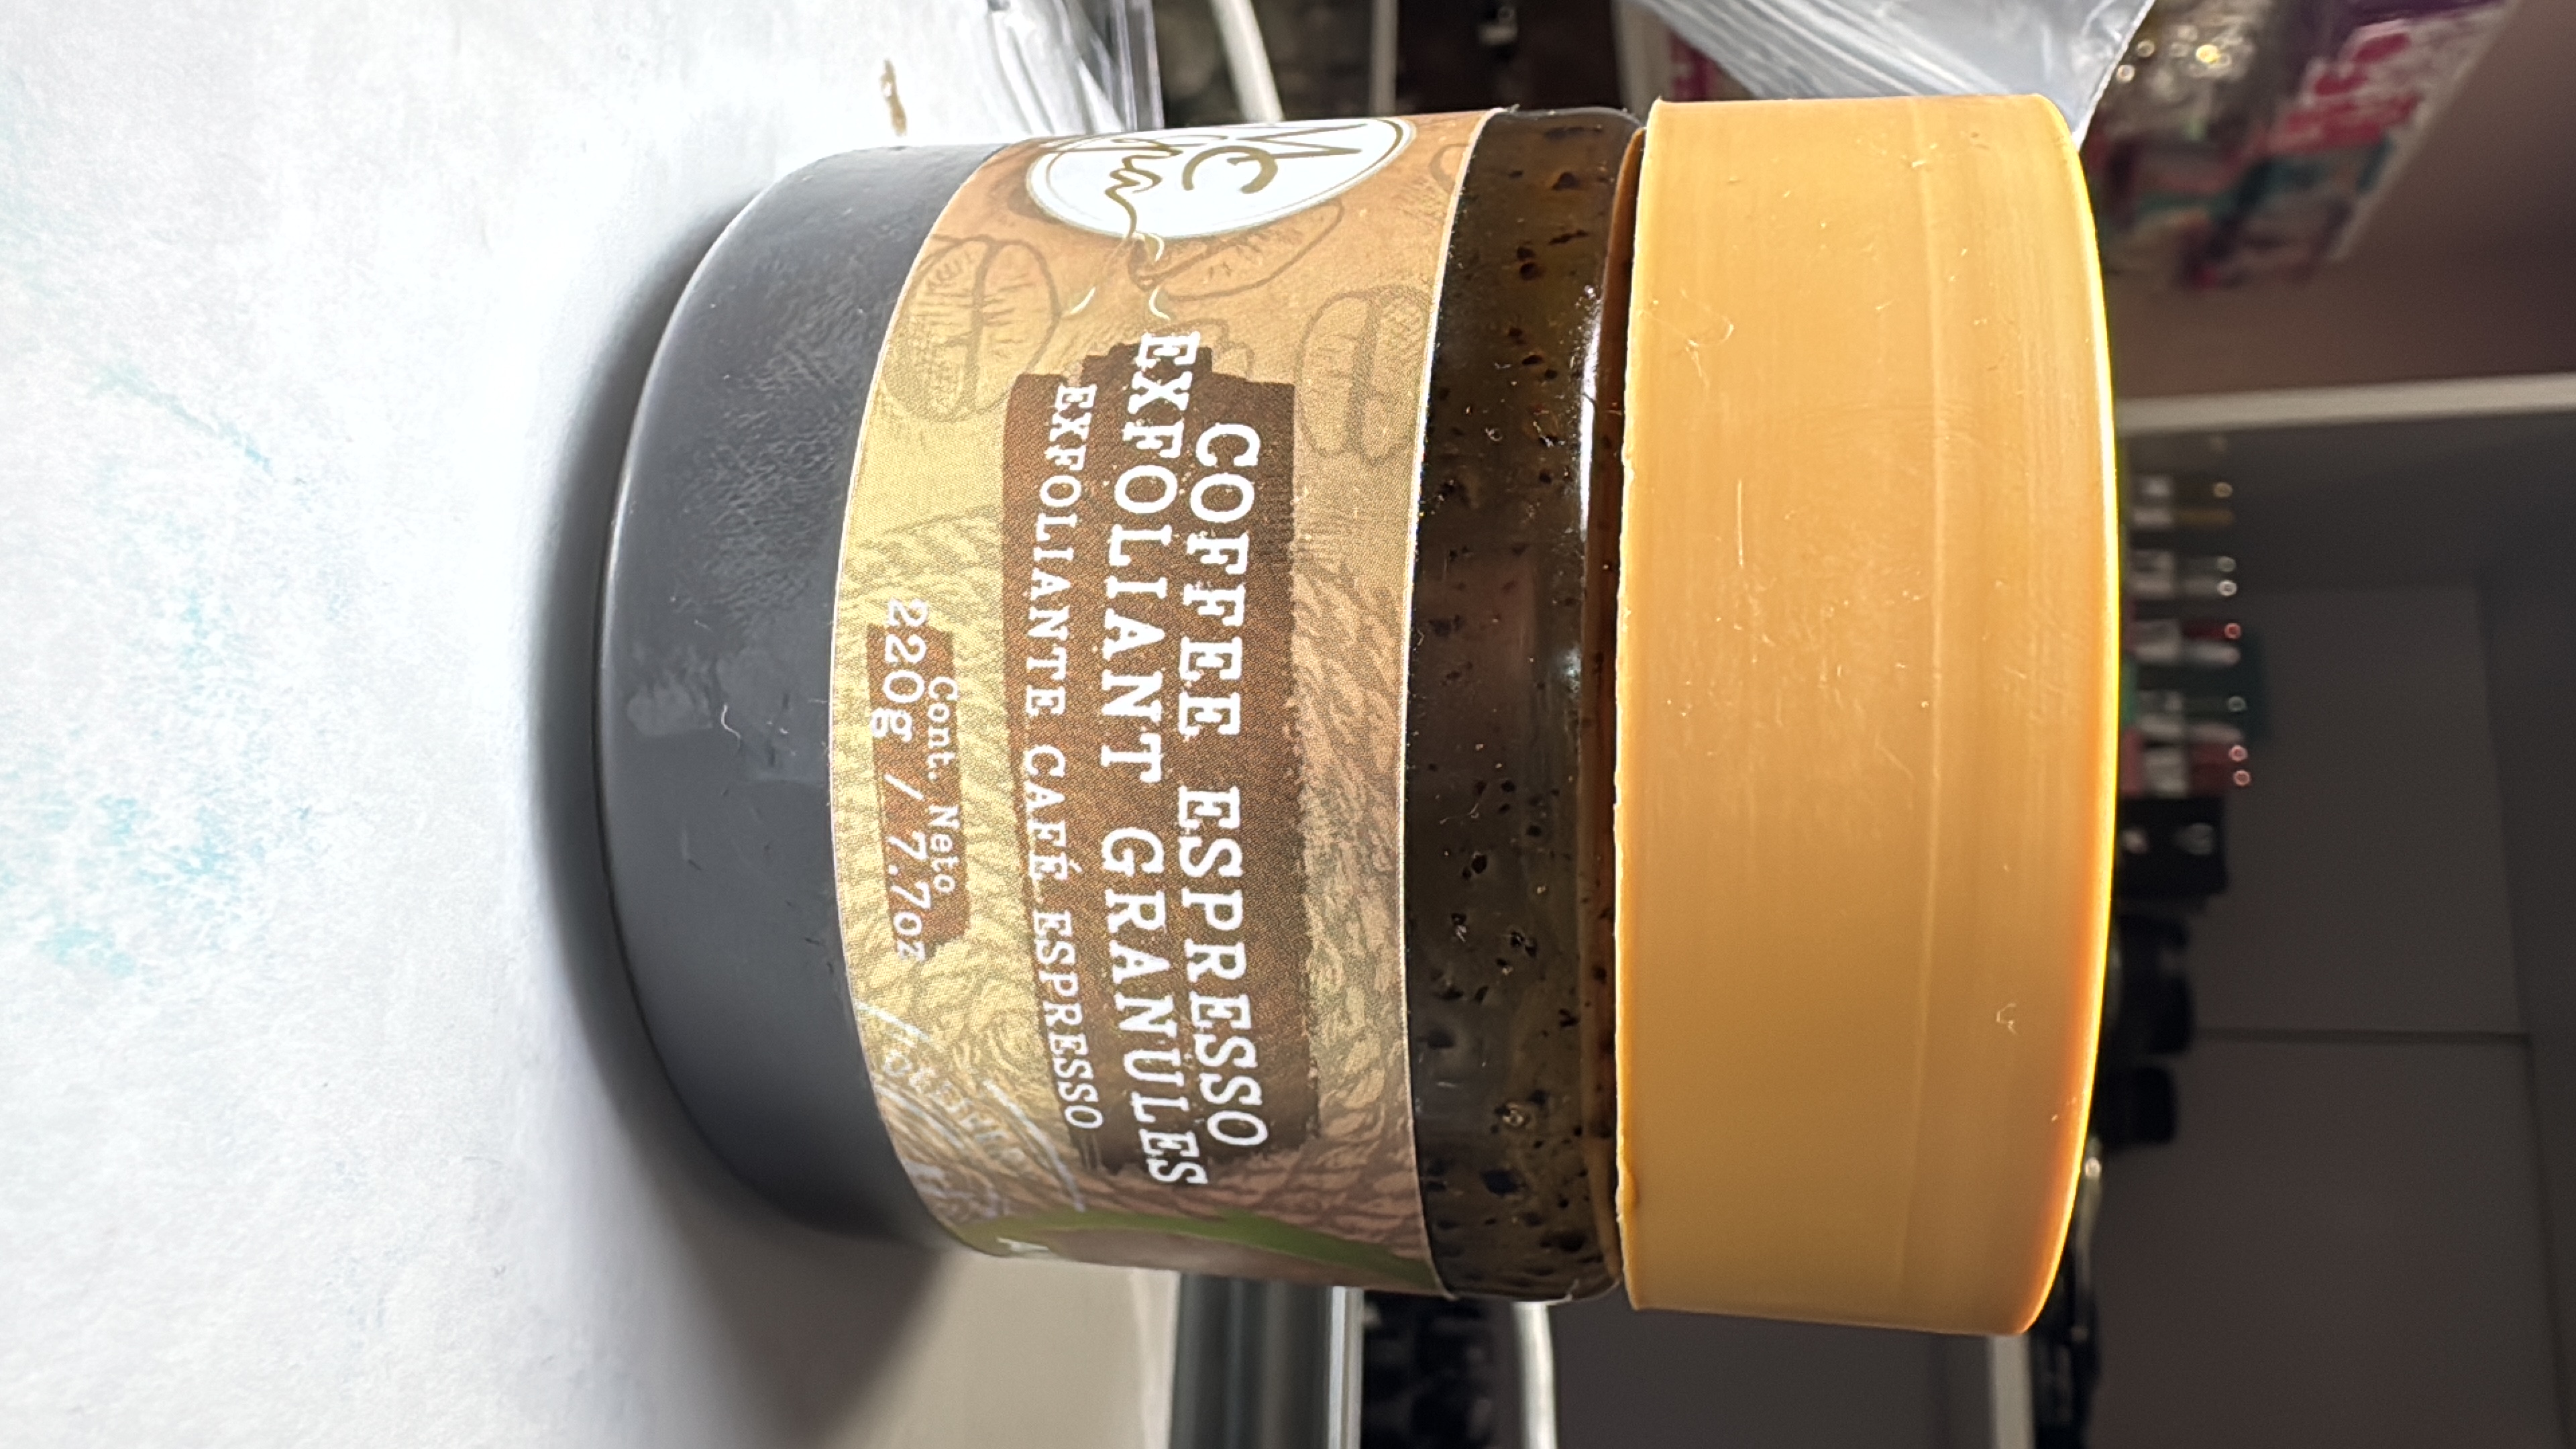 COFFEE ESPRESSO
EXFOLIANT GRANULES
EXFOLIANTE CAFÉ ESPRESSO
Cont. Neto
220g / 7.7oz